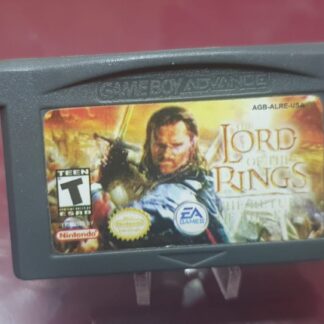 GAME BOY ADVANCE
AGB-ALRE-USA
THE
LORD
OF THE
RINGS
TEEN
T
ESRB
Nintendo
EA
GAMES